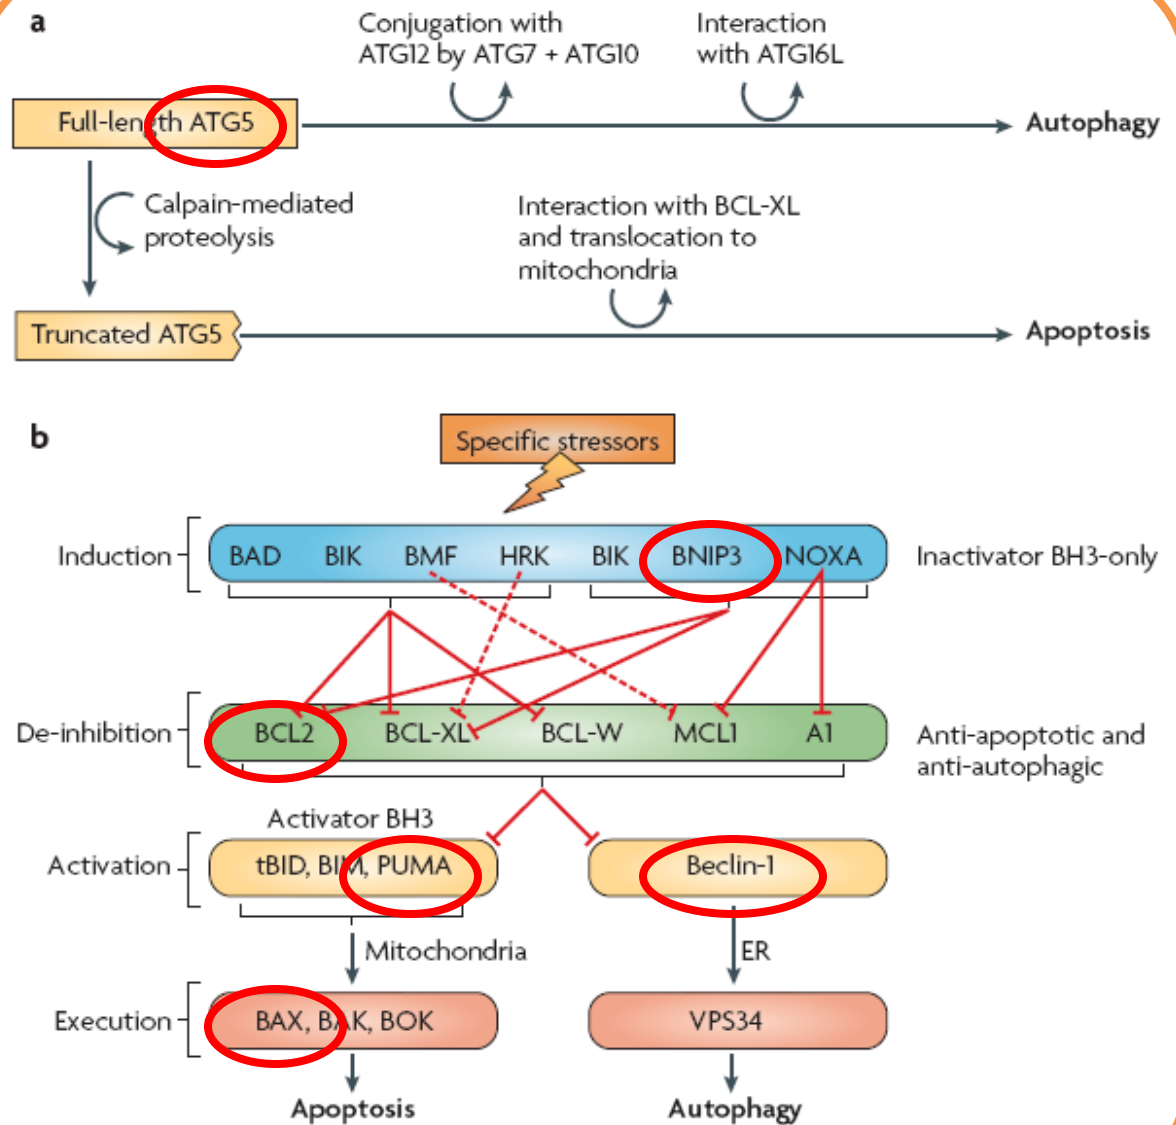 a
Conjugation with
ATG12 by ATG7 + ATG10
Interaction
with ATG16L
Full-length ATG5
Autophagy
Calpain-mediated
proteolysis
Interaction with BCL-XL
and translocation to
mitochondria
Truncated ATG5
Apoptosis
b
Specific stressors
Induction
BAD BIK BMF HRK BIK BNIP3 NOXA
Inactivator BH3-only
De-inhibition
BCL2 BCL-XL BCL-W MCL1 A1
Anti-apoptotic and
anti-autophagic
Activator BH3
Activation
tBID, BIM, PUMA
Beclin-1
Mitochondria
ER
Execution
BAX, BAK, BOK
VPS34
Apoptosis
Autophagy